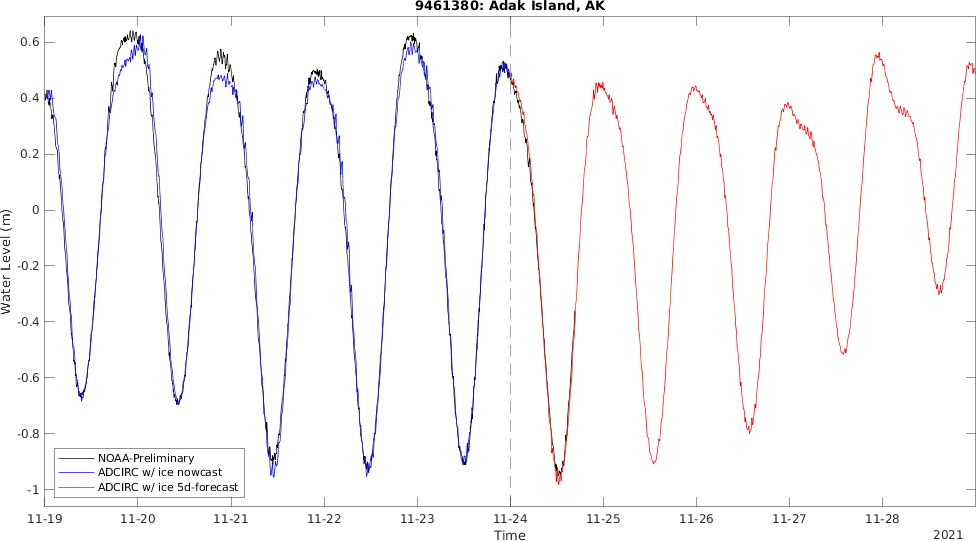 9461380: Adak Island, AK
0.6
0.4
0.2
0
-0.2
-0.4
-0.6
-0.8
-1
Water Level (m)
NOAA-Preliminary
ADCIRC w/ ice nowcast
ADCIRC w/ ice 5d-forecast
11-19 11-20 11-21 11-22 11-23 11-24 11-25 11-26 11-27 11-28
Time
2021